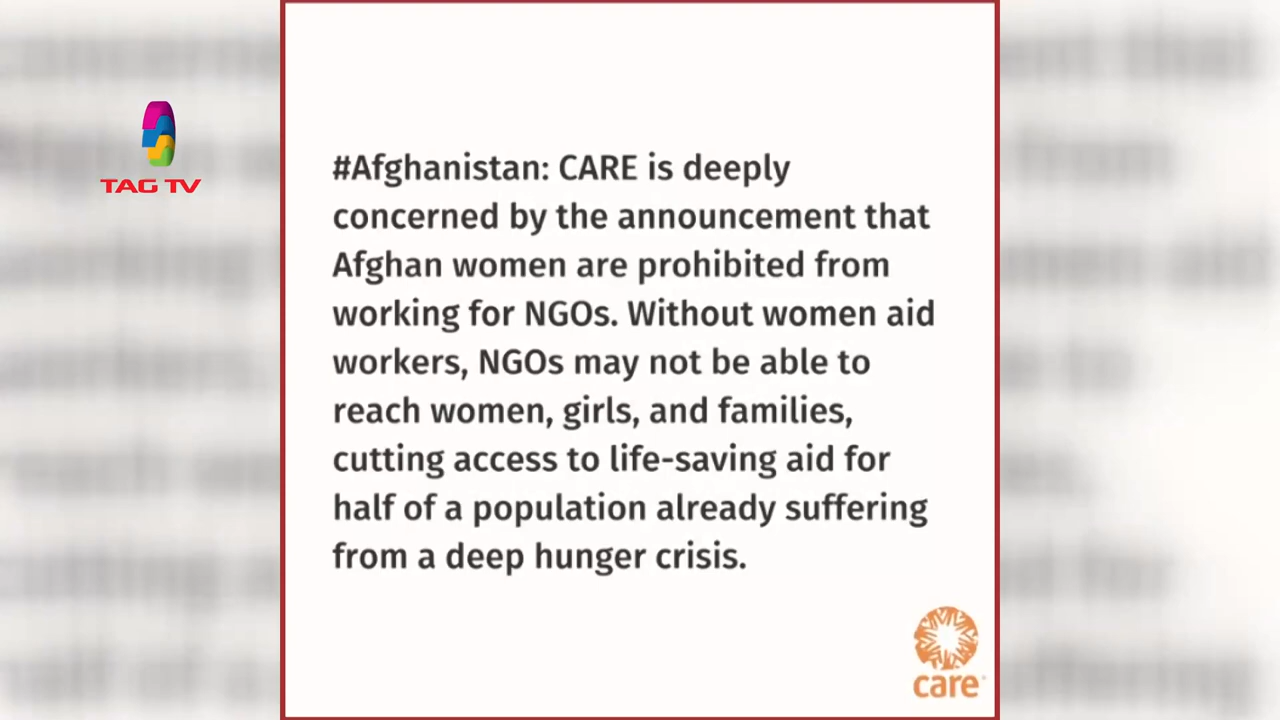 TAG TV
#Afghanistan: CARE is deeply
concerned by the announcement that
Afghan women are prohibited from
working for NGOs. Without women aid
workers, NGOs may not be able to
reach women, girls, and families,
cutting access to life-saving aid for
half of a population already suffering
from a deep hunger crisis.
care